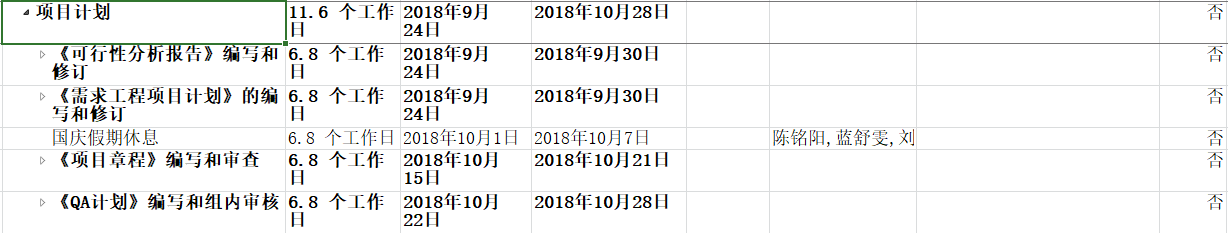 项目计划 11.6 个工作 2018年9月 2018年10月28日 否
日 24日
《可行性分析报告》编写和 6.8 个工作 2018年9月 2018年9月30日 否
修订 日 24日
《需求工程项目计划》的编 6.8 个工作 2018年9月 2018年9月30日 否
写和修订 日 24日
国庆假期休息 6.8 个工作日 2018年10月1日 2018年10月7日 陈铭阳,蓝舒雯,刘 否
《项目章程》编写和审查 6.8 个工作 2018年10月 2018年10月21日 否
日 15日
《QA计划》编写和组内审核 6.8 个工作 2018年10月 2018年10月28日 否
日 22日